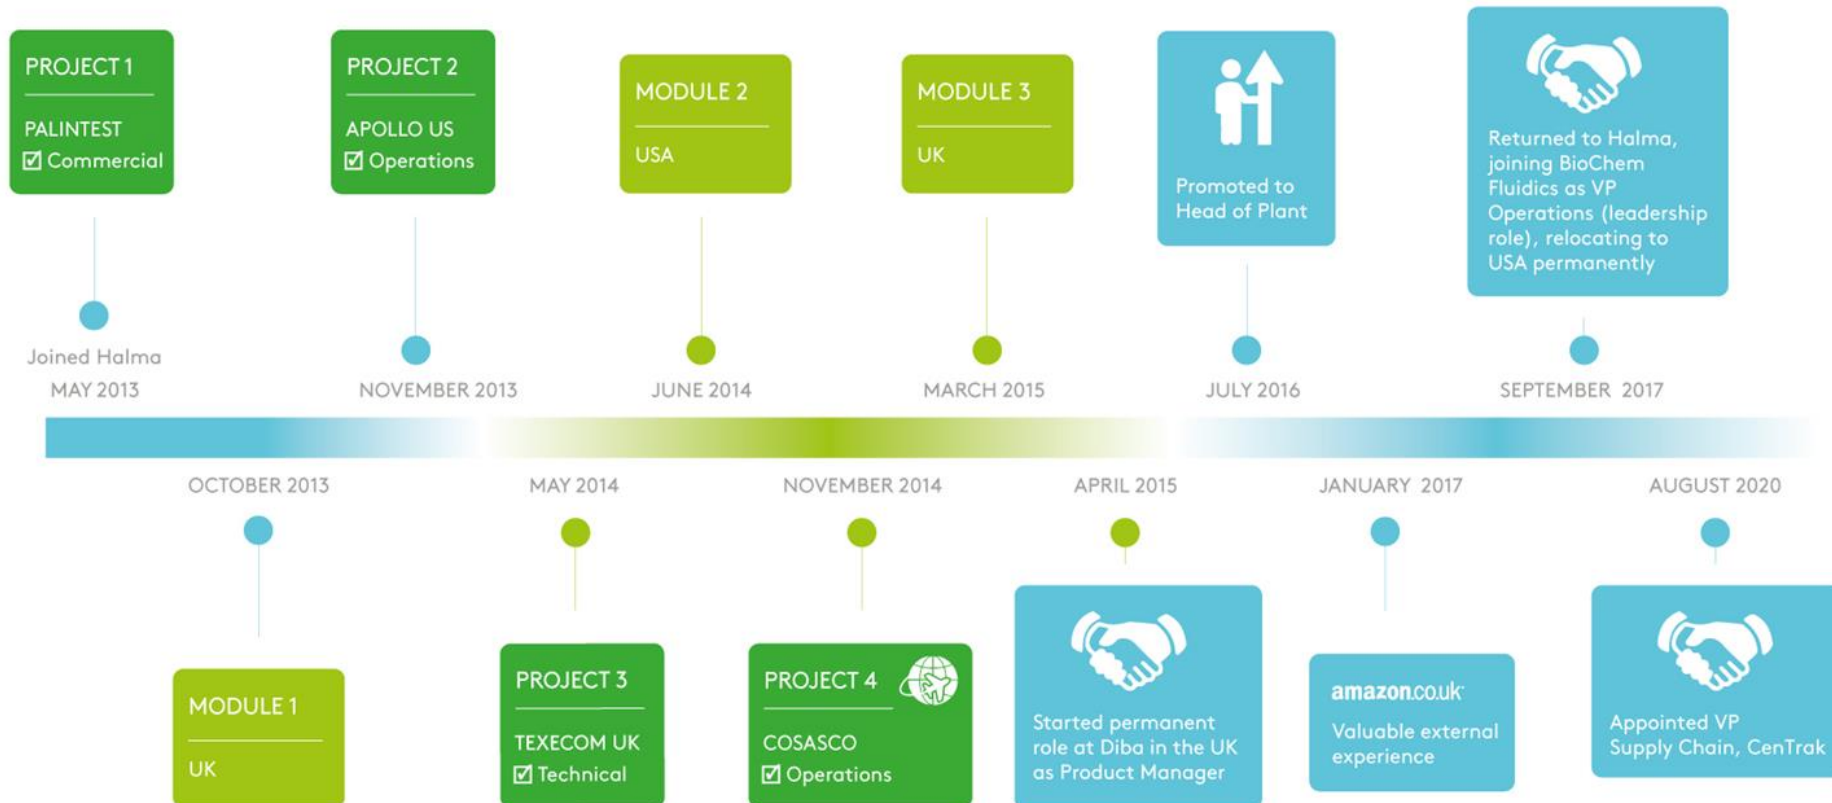 PROJECT 1
PALINTEST
☑ Commercial
PROJECT 2
APOLLO US
☑ Operations
MODULE 2
USA
MODULE 3
UK
Promoted to
Head of Plant
Returned to Halma,
joining BioChem
Fluidics as VP
Operations (leadership
role), relocating to
USA permanently
Joined Halma
MAY 2013
NOVEMBER 2013
JUNE 2014
MARCH 2015
JULY 2016
SEPTEMBER 2017
OCTOBER 2013
MAY 2014
NOVEMBER 2014
APRIL 2015
JANUARY 2017
AUGUST 2020
MODULE 1
UK
PROJECT 3
TEXECOM UK
☑ Technical
PROJECT 4
COSASCO
☑ Operations
Started permanent
role at Diba in the UK
as Product Manager
amazon.co.uk
Valuable external
experience
Appointed VP
Supply Chain, CenTrak